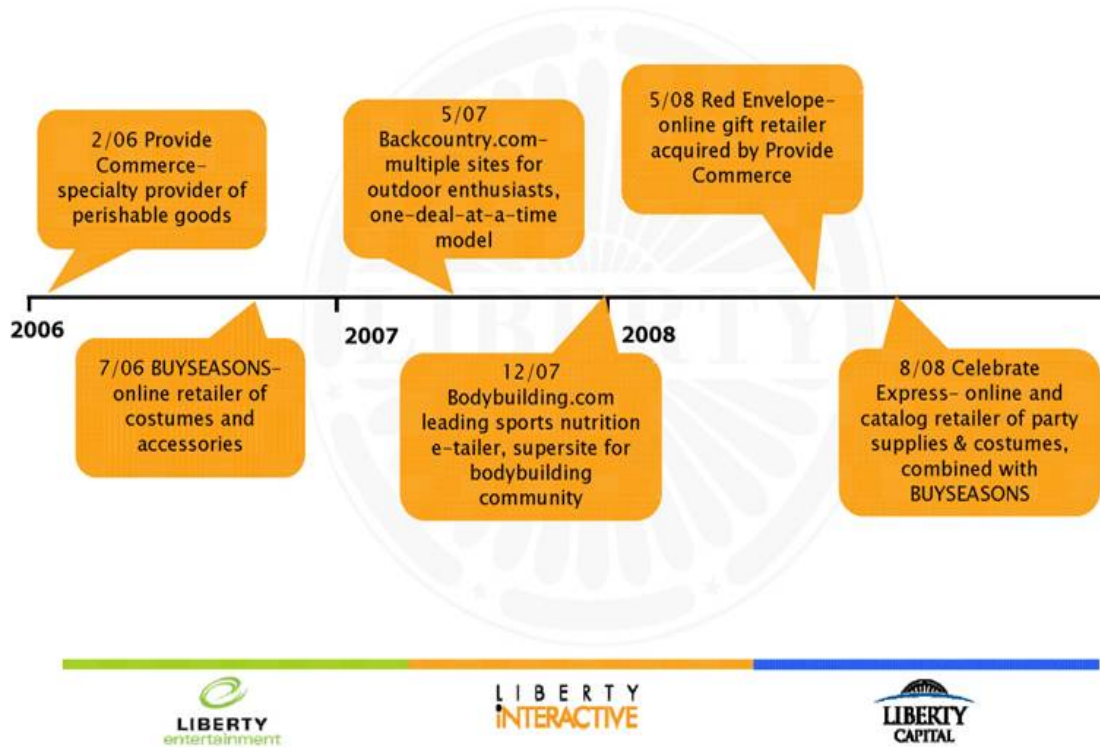 2/06 Provide
Commerce-
specialty provider of
perishable goods
5/07
Backcountry.com-
multiple sites for
outdoor enthusiasts,
one-deal-at-a-time
model
5/08 Red Envelope-
online gift retailer
acquired by Provide
Commerce
2006
2007
2008
7/06 BUYSEASONS-
online retailer of
costumes and
accessories
12/07
Bodybuilding.com
leading sports nutrition
e-tailer, supersite for
bodybuilding
community
8/08 Celebrate
Express- online and
catalog retailer of party
supplies & costumes,
combined with
BUYSEASONS
LIBERTY
LIBERTY
entertainment
LIBERTY
iNTERACTIVE
LIBERTY
CAPITAL